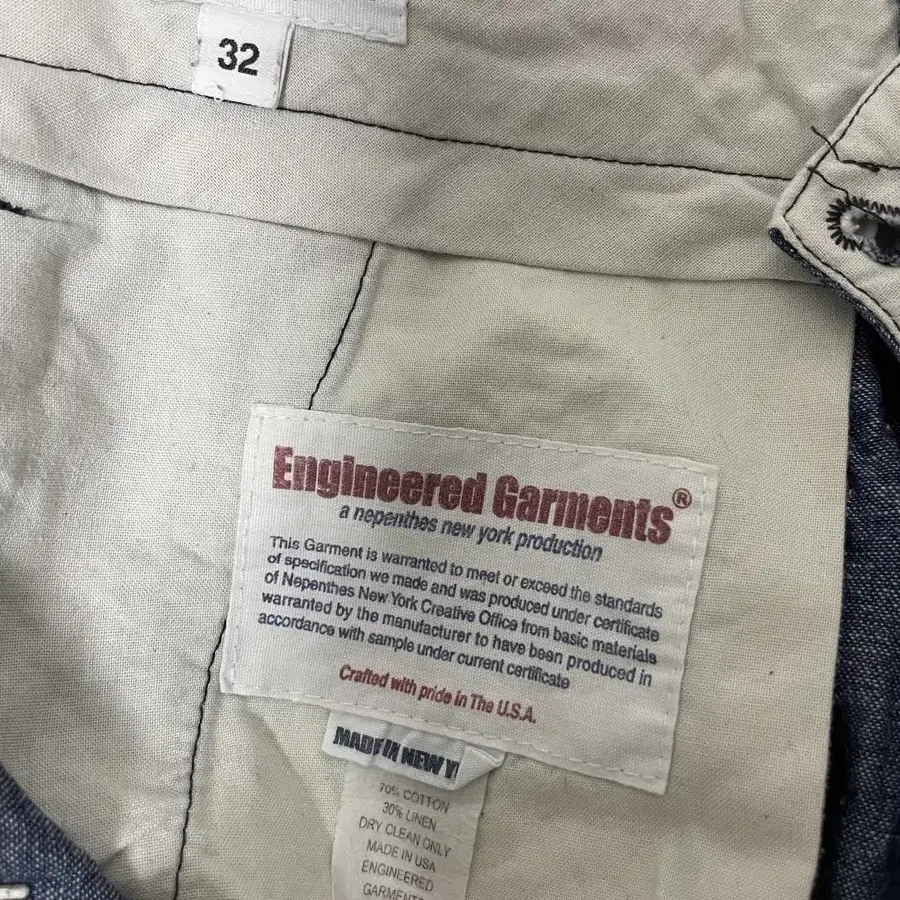 32
Engineered Garments®
a nepenthes new york production
This Garment is warranted to meet or exceed the standards
of specification we made and was produced under certificate
of Nepenthes New York Creative Office from basic materials
warranted by the manufacturer to have been produced in
accordance with sample under current certificate
Crafted with pride in The U.S.A.
MADE IN NEW Y
70% COTTON
30% LINEN
DRY CLEAN ONLY
MADE IN USA
ENGINEERED
GARMENTS